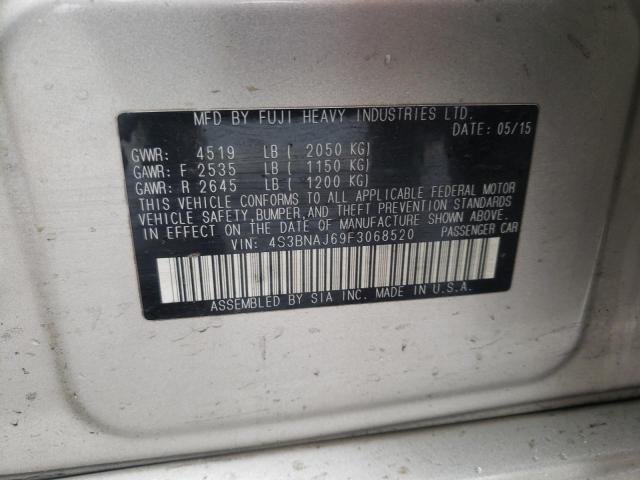 MFD BY FUJI HEAVY INDUSTRIES LTD.
DATE: 05/15
GVWR: 4519 LB ( 2050 KG)
GAWR: F 2535 LB ( 1150 KG)
GAWR: R 2645 LB ( 1200 KG)
THIS VEHICLE CONFORMS TO ALL APPLICABLE FEDERAL MOTOR
VEHICLE SAFETY, BUMPER, AND THEFT PREVENTION STANDARDS
IN EFFECT ON THE DATE OF MANUFACTURE SHOWN ABOVE.
VIN: 4S3BNAJ69F3068520 PASSENGER CAR
ASSEMBLED BY SIA INC. MADE IN U.S.A.